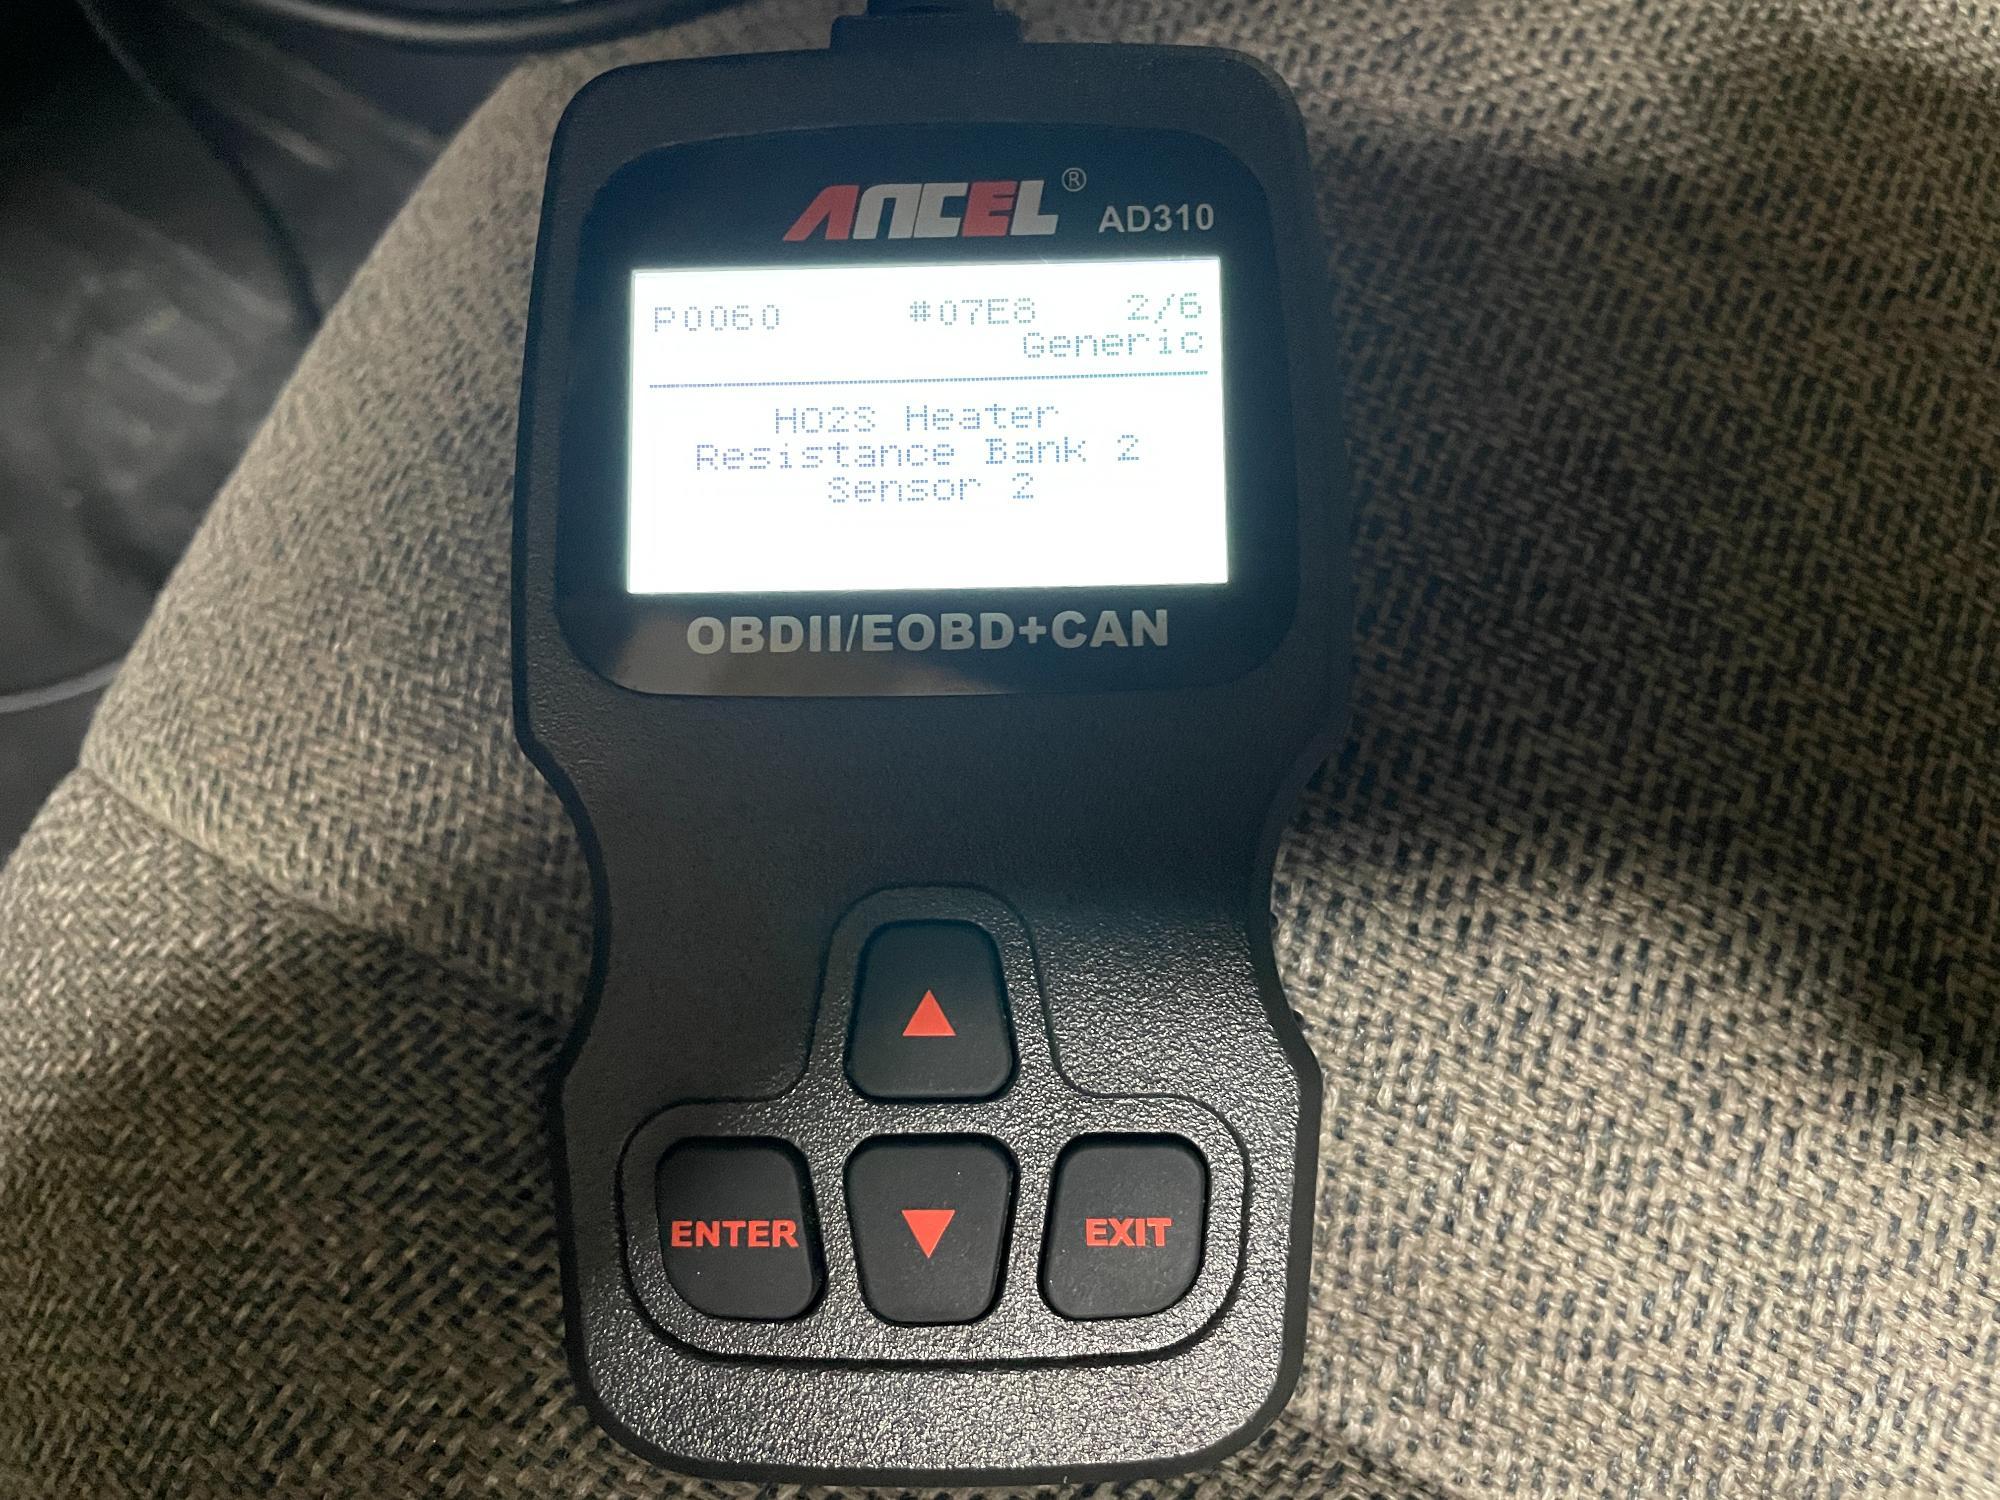 ANCEL® AD310
P0060 #07E8 2/6
Generic
HO2S Heater
Resistance Bank 2
Sensor 2
OBDII/EOBD+CAN
ENTER EXIT